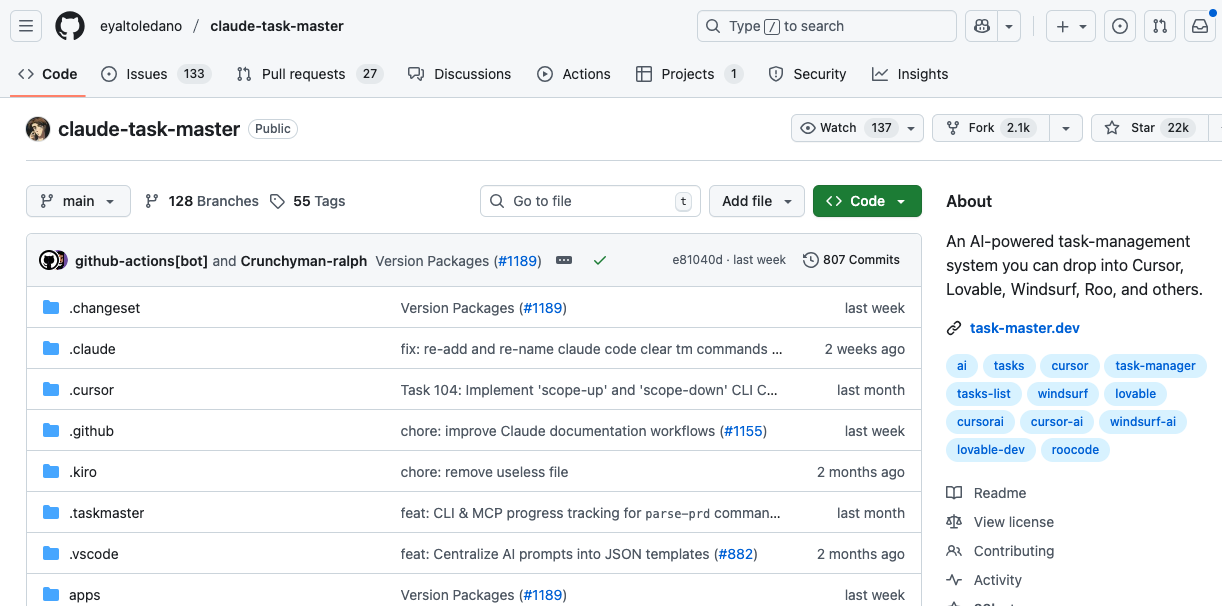 eyaltoledano / claude-task-master
Type / to search
Code
Issues 133
Pull requests 27
Discussions
Actions
Projects 1
Security
Insights
claude-task-master Public
Watch 137
Fork 2.1k
Star 22k
main
128 Branches
55 Tags
Go to file t
Add file
Code
github-actions[bot] and Crunchyman-ralph Version Packages (#1189) e81040d · last week 807 Commits
.changeset Version Packages (#1189) last week
.claude fix: re-add and re-name claude code clear tm commands ... 2 weeks ago
.cursor Task 104: Implement 'scope-up' and 'scope-down' CLI C... last month
.github chore: improve Claude documentation workflows (#1155) last week
.kiro chore: remove useless file 2 months ago
.taskmaster feat: CLI & MCP progress tracking for parse-prd comman... last month
.vscode feat: Centralize AI prompts into JSON templates (#882) 2 months ago
apps Version Packages (#1189) last week
About
An AI-powered task-management
system you can drop into Cursor,
Lovable, Windsurf, Roo, and others.
task-master.dev
ai tasks cursor task-manager
tasks-list windsurf lovable
cursorai cursor-ai windsurf-ai
lovable-dev roocode
Readme
View license
Contributing
Activity